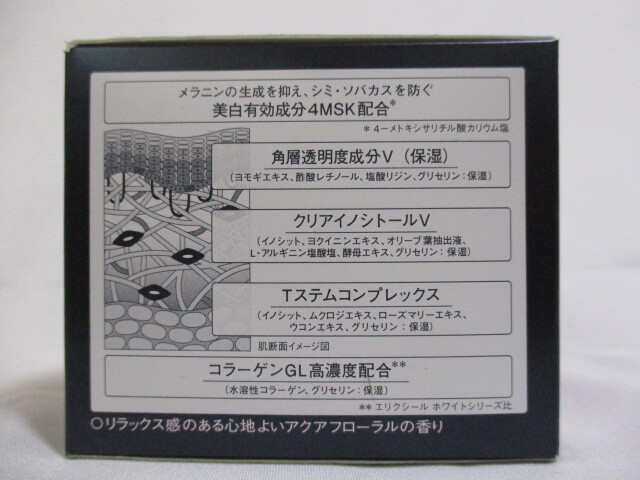 メラニンの生成を抑え、シミ・ソバカスを防ぐ
美白有効成分4MSK配合*
* 4ーメトキシサリチル酸カリウム塩
角層透明度成分V（保湿）
（ヨモギエキス、酢酸レチノール、塩酸リジン、グリセリン：保湿）
クリアイノシトールV
（イノシット、ヨクイニンエキス、オリーブ葉抽出液、
L-アルギニン塩酸塩、酵母エキス、グリセリン：保湿）
Tステムコンプレックス
（イノシット、ムクロジエキス、ローズマリーエキス、
ウコンエキス、グリセリン：保湿）
肌断面イメージ図
コラーゲンGL高濃度配合**
（水溶性コラーゲン、グリセリン：保湿）
** エリクシール ホワイトシリーズ比
○リラックス感のある心地よいアクアフローラルの香り